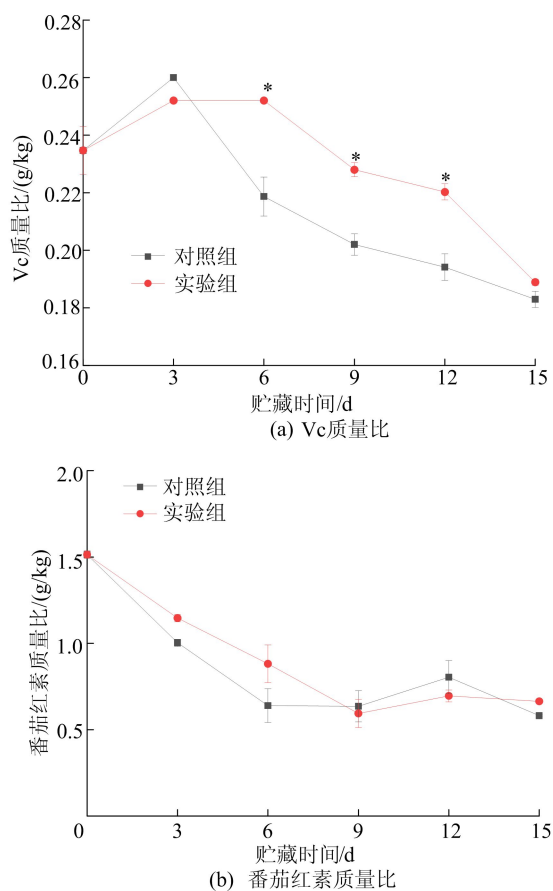 0.28
0.26
0.24
0.22
0.20
0.18
0.16
Vc质量比/(g/kg)
* * *
对照组
实验组
0 3 6 9 12 15
贮藏时间/d
(a) Vc质量比
2.0
1.5
1.0
0.5
番茄红素质量比/(g/kg)
对照组
实验组
0 3 6 9 12 15
贮藏时间/d
(b) 番茄红素质量比